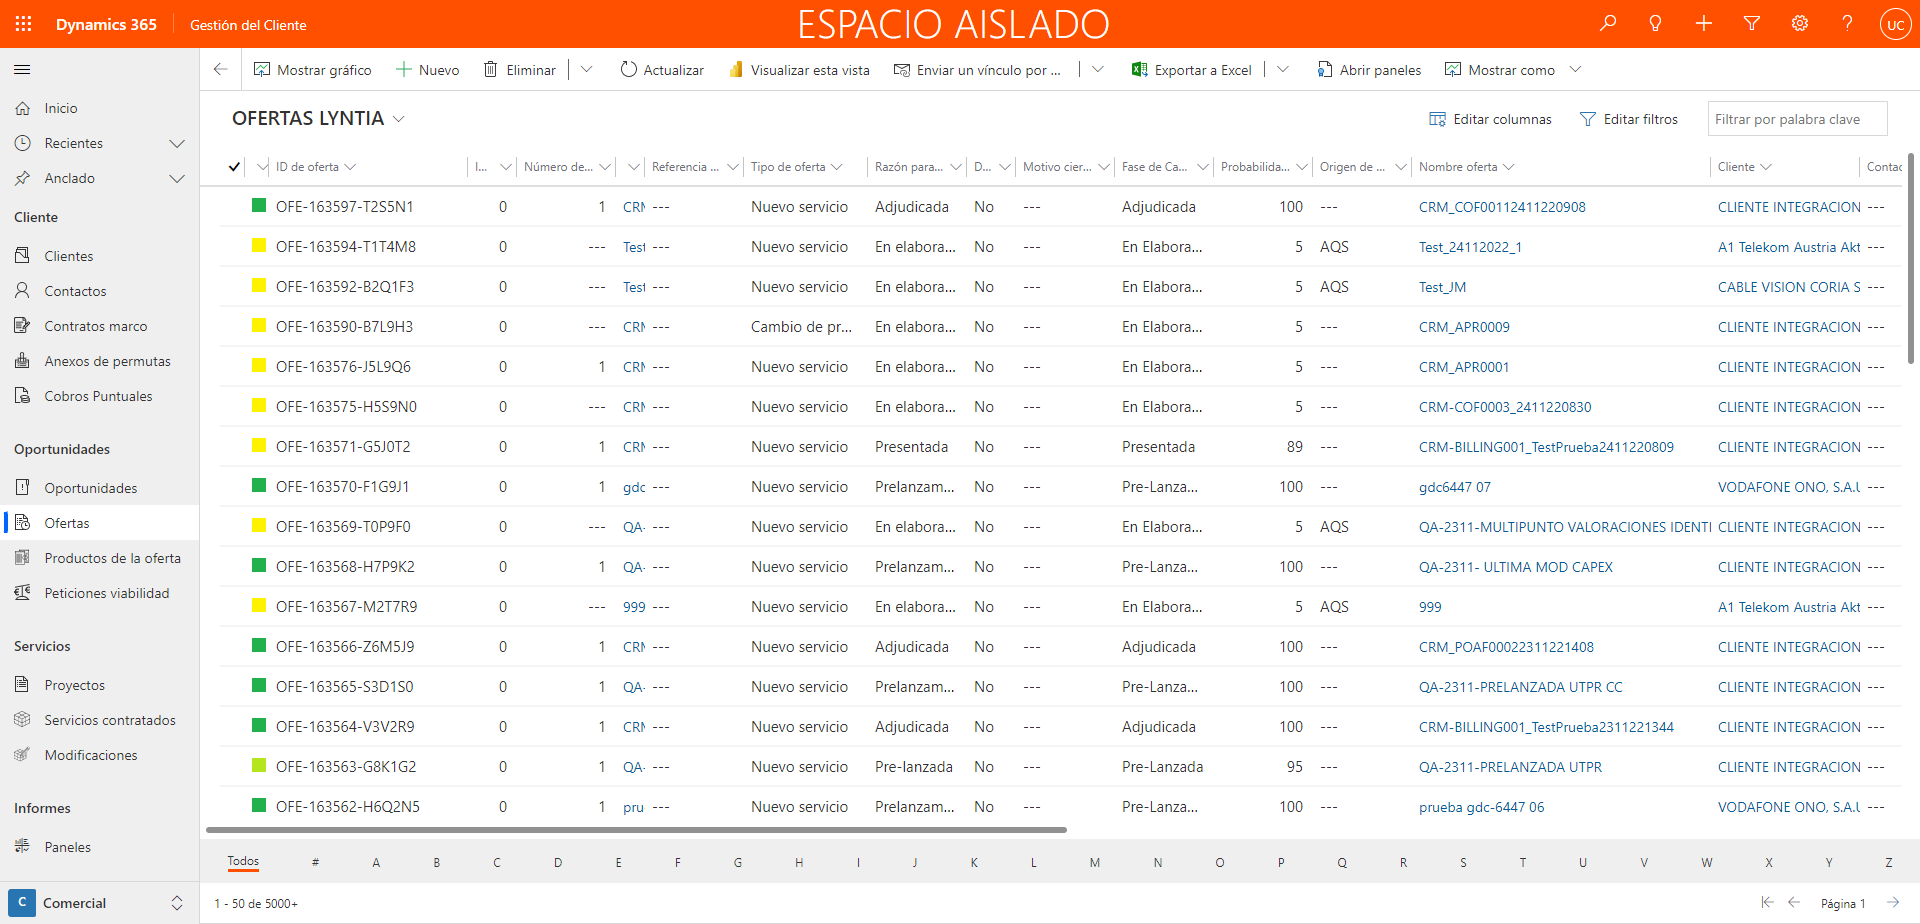 Dynamics 365
Gestión del Cliente
ESPACIO AISLADO
UC
Mostrar gráfico
Nuevo
Eliminar
Actualizar
Visualizar esta vista
Enviar un vínculo por ...
Exportar a Excel
Abrir paneles
Mostrar como
Inicio
Recientes
Anclado
Cliente
Clientes
Contactos
Contratos marco
Anexos de permutas
Cobros Puntuales
Oportunidades
Oportunidades
Ofertas
Productos de la oferta
Peticiones viabilidad
Servicios
Proyectos
Servicios contratados
Modificaciones
Informes
Paneles
C Comercial
OFERTAS LYNTIA
Editar columnas
Editar filtros
Filtrar por palabra clave
ID de oferta I... Número de... Referencia ... Tipo de oferta Razón para... D... Motivo cier... Fase de Ca... Probabilida... Origen de ... Nombre oferta Cliente Contac
OFE-163597-T2S5N1 0 1 CRM --- Nuevo servicio Adjudicada No --- Adjudicada 100 --- CRM_COF00112411220908 CLIENTE INTEGRACION ---
OFE-163594-T1T4M8 0 --- Test --- Nuevo servicio En elabora... No --- En Elabora... 5 AQS Test_24112022_1 A1 Telekom Austria Akt ---
OFE-163592-B2Q1F3 0 --- Test --- Nuevo servicio En elabora... No --- En Elabora... 5 AQS Test_JM CABLE VISION CORIA S ---
OFE-163590-B7L9H3 0 --- CRM --- Cambio de pr... En elabora... No --- En Elabora... 5 --- CRM_APR0009 CLIENTE INTEGRACION ---
OFE-163576-J5L9Q6 0 1 CRM --- Nuevo servicio En elabora... No --- En Elabora... 5 --- CRM_APR0001 CLIENTE INTEGRACION ---
OFE-163575-H5S9N0 0 --- CRM --- Nuevo servicio En elabora... No --- En Elabora... 5 --- CRM-COF0003_2411220830 CLIENTE INTEGRACION ---
OFE-163571-G5J0T2 0 1 CRM --- Nuevo servicio Presentada No --- Presentada 89 --- CRM-BILLING001_TestPrueba2411220809 CLIENTE INTEGRACION ---
OFE-163570-F1G9J1 0 1 gdc --- Nuevo servicio Prelanzam... No --- Pre-Lanza... 100 --- gdc6447 07 VODAFONE ONO, S.A.U ---
OFE-163569-T0P9F0 0 --- QA- --- Nuevo servicio En elabora... No --- En Elabora... 5 AQS QA-2311-MULTIPUNTO VALORACIONES IDENTI CLIENTE INTEGRACION ---
OFE-163568-H7P9K2 0 1 QA- --- Nuevo servicio Prelanzam... No --- Pre-Lanza... 100 --- QA-2311- ULTIMA MOD CAPEX CLIENTE INTEGRACION ---
OFE-163567-M2T7R9 0 --- 999 --- Nuevo servicio En elabora... No --- En Elabora... 5 AQS 999 A1 Telekom Austria Akt ---
OFE-163566-Z6M5J9 0 1 CRM --- Nuevo servicio Adjudicada No --- Adjudicada 100 --- CRM_POAF00022311221408 CLIENTE INTEGRACION ---
OFE-163565-S3D1S0 0 1 QA- --- Nuevo servicio Prelanzam... No --- Pre-Lanza... 100 --- QA-2311-PRELANZADA UTPR CC CLIENTE INTEGRACION ---
OFE-163564-V3V2R9 0 1 CRM --- Nuevo servicio Adjudicada No --- Adjudicada 100 --- CRM-BILLING001_TestPrueba2311221344 CLIENTE INTEGRACION ---
OFE-163563-G8K1G2 0 1 QA- --- Nuevo servicio Pre-lanzada No --- Pre-Lanzada 95 --- QA-2311-PRELANZADA UTPR CLIENTE INTEGRACION ---
OFE-163562-H6Q2N5 0 1 pru --- Nuevo servicio Prelanzam... No --- Pre-Lanza... 100 --- prueba gdc-6447 06 VODAFONE ONO, S.A.U ---
Todos # A B C D E F G H I J K L M N O P Q R S T U V W X Y Z
1 - 50 de 5000+
Página 1